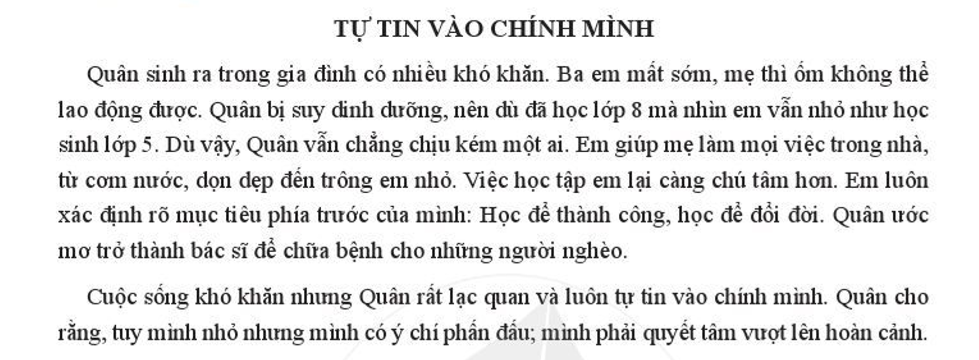 TỰ TIN VÀO CHÍNH MÌNH
Quân sinh ra trong gia đình có nhiều khó khăn. Ba em mất sớm, mẹ thì ốm không thể
lao động được. Quân bị suy dinh dưỡng, nên dù đã học lớp 8 mà nhìn em vẫn nhỏ như học
sinh lớp 5. Dù vậy, Quân vẫn chẳng chịu kém một ai. Em giúp mẹ làm mọi việc trong nhà,
từ cơm nước, dọn dẹp đến trông em nhỏ. Việc học tập em lại càng chú tâm hơn. Em luôn
xác định rõ mục tiêu phía trước của mình: Học để thành công, học để đổi đời. Quân ước
mơ trở thành bác sĩ để chữa bệnh cho những người nghèo.
Cuộc sống khó khăn nhưng Quân rất lạc quan và luôn tự tin vào chính mình. Quân cho
rằng, tuy mình nhỏ nhưng mình có ý chí phấn đấu; mình phải quyết tâm vượt lên hoàn cảnh.